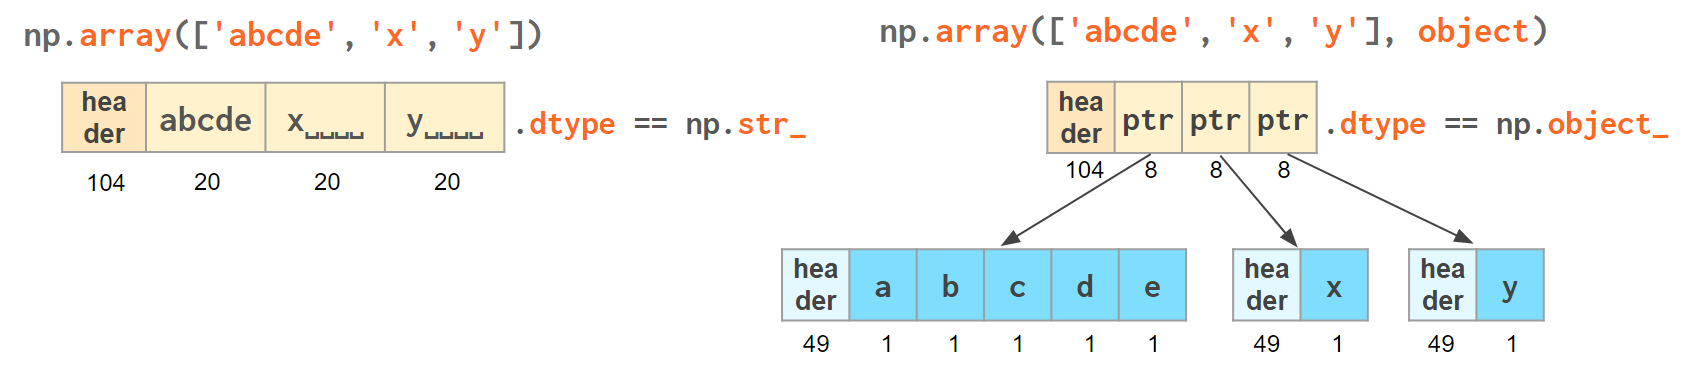 np.array(['abcde', 'x', 'y'])
header abcde x␣␣␣␣ y␣␣␣␣ .dtype == np.str_
104 20 20 20
np.array(['abcde', 'x', 'y'], object)
header ptr ptr ptr .dtype == np.object_
104 8 8 8
header a b c d e
49 1 1 1 1 1
header x
49 1
header y
49 1